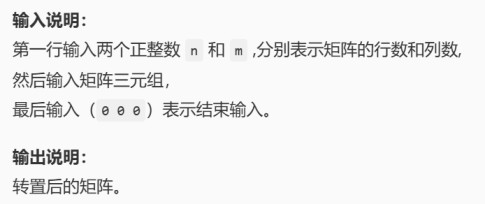 输入说明：
第一行输入两个正整数 n 和 m ,分别表示矩阵的行数和列数,
然后输入矩阵三元组，
最后输入（0 0 0）表示结束输入。
输出说明：
转置后的矩阵。